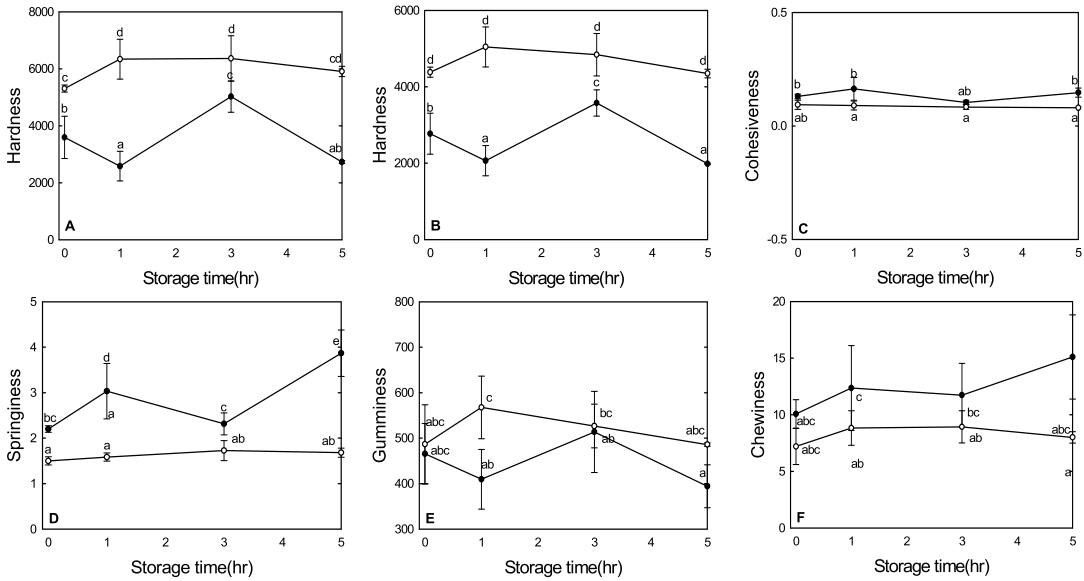 8000
6000
4000
2000
0
Hardness
c
d
d
cd
b
a
c
ab
A
0
1
2
3
4
5
Storage time(hr)
6000
4000
2000
0
Hardness
d
d
d
d
b
a
c
a
B
0
1
2
3
4
5
Storage time(hr)
0.5
0.0
-0.5
Cohesiveness
b
b
ab
b
ab
a
a
a
C
0
1
2
3
4
5
Storage time(hr)
5
4
3
2
1
0
Springiness
bc
d
c
e
a
a
a
ab
ab
D
0
1
2
3
4
5
Storage time(hr)
800
700
600
500
400
300
Gumminess
abc
c
bc
abc
abc
ab
ab
a
E
0
1
2
3
4
5
Storage time(hr)
20
15
10
5
0
Chewiness
abc
c
bc
abc
abc
ab
ab
a
F
0
1
2
3
4
5
Storage time(hr)